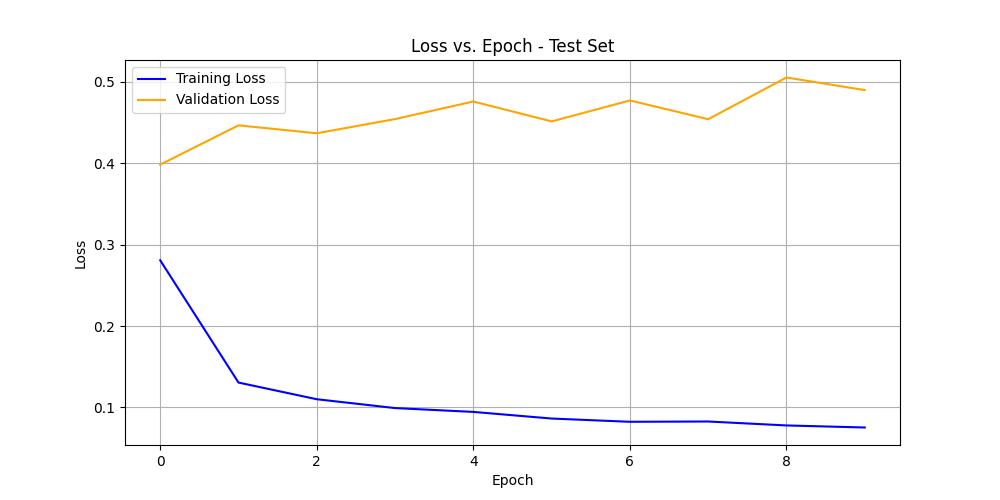 Loss vs. Epoch - Test Set
Training Loss
Validation Loss
0.5
0.4
0.3
0.2
0.1
Loss
0 2 4 6 8
Epoch